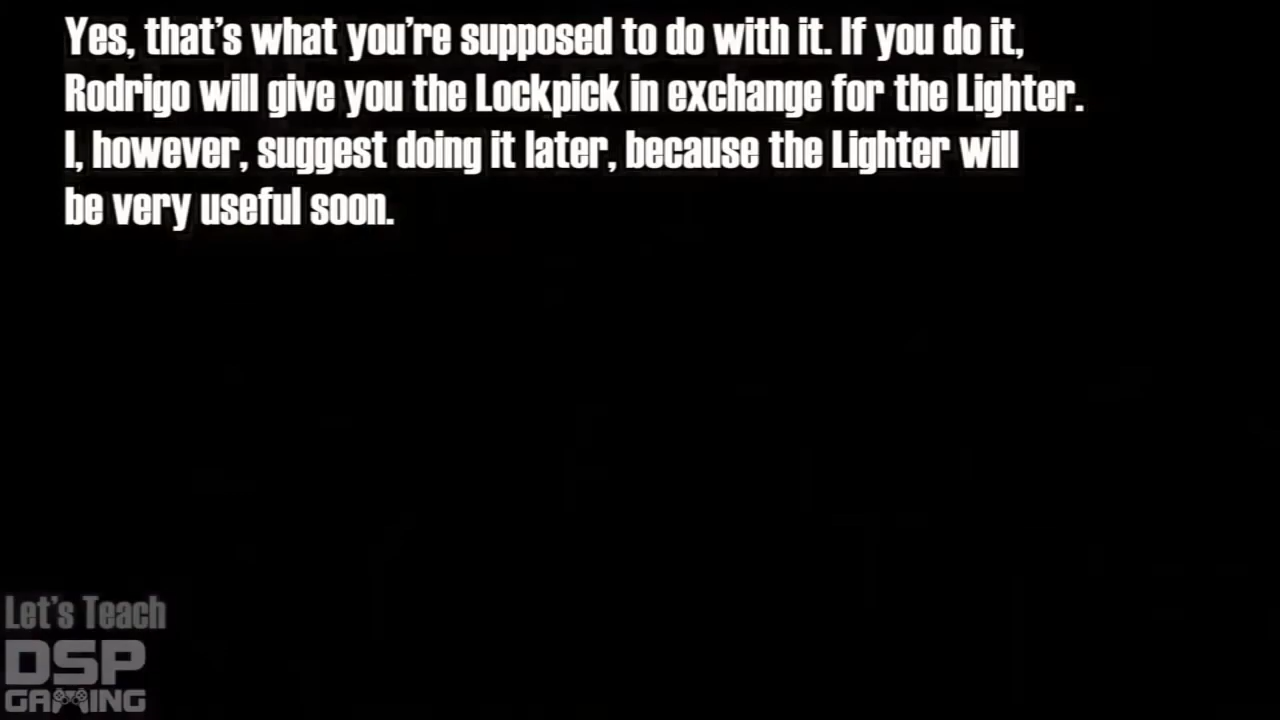 Yes, that's what you're supposed to do with it. If you do it,
Rodrigo will give you the Lockpick in exchange for the Lighter.
I, however, suggest doing it later, because the Lighter will
be very useful soon.
Let's Teach
DSP
GAMING